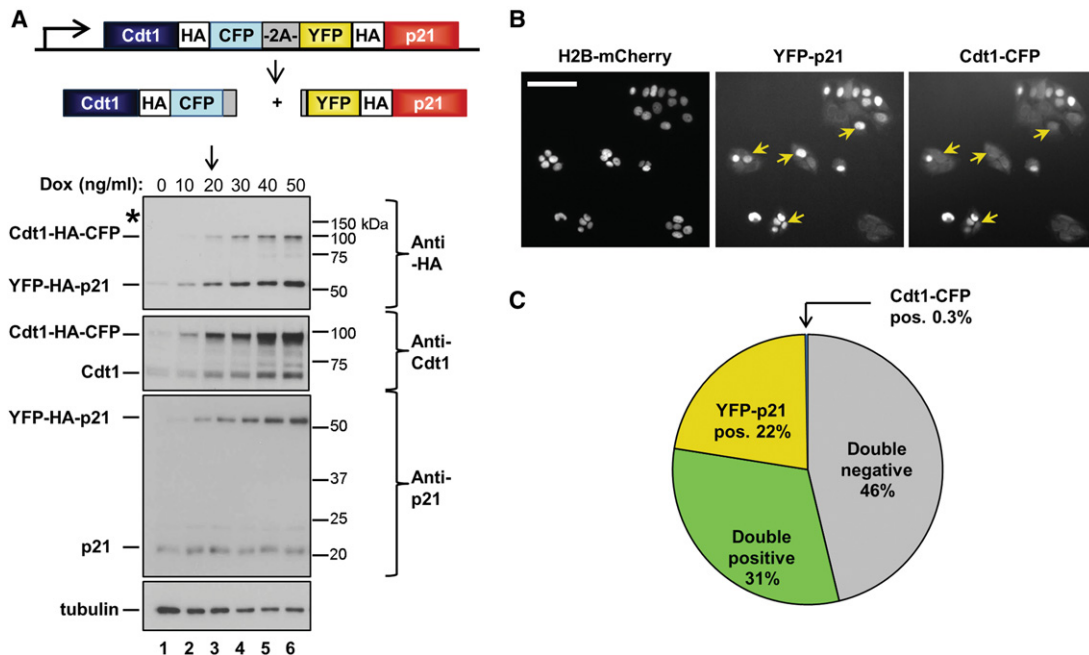 A
Cdt1 HA CFP -2A- YFP HA p21
Cdt1 HA CFP + YFP HA p21
Dox (ng/ml): 0 10 20 30 40 50
*
Cdt1-HA-CFP
YFP-HA-p21
150 kDa
100
75
50
Anti
-HA
Cdt1-HA-CFP
Cdt1
100
75
Anti-
Cdt1
YFP-HA-p21
p21
50
37
25
20
Anti-
p21
tubulin
1 2 3 4 5 6
B
H2B-mCherry YFP-p21 Cdt1-CFP
C
Cdt1-CFP
pos. 0.3%
YFP-p21
pos. 22%
Double
negative
46%
Double
positive
31%